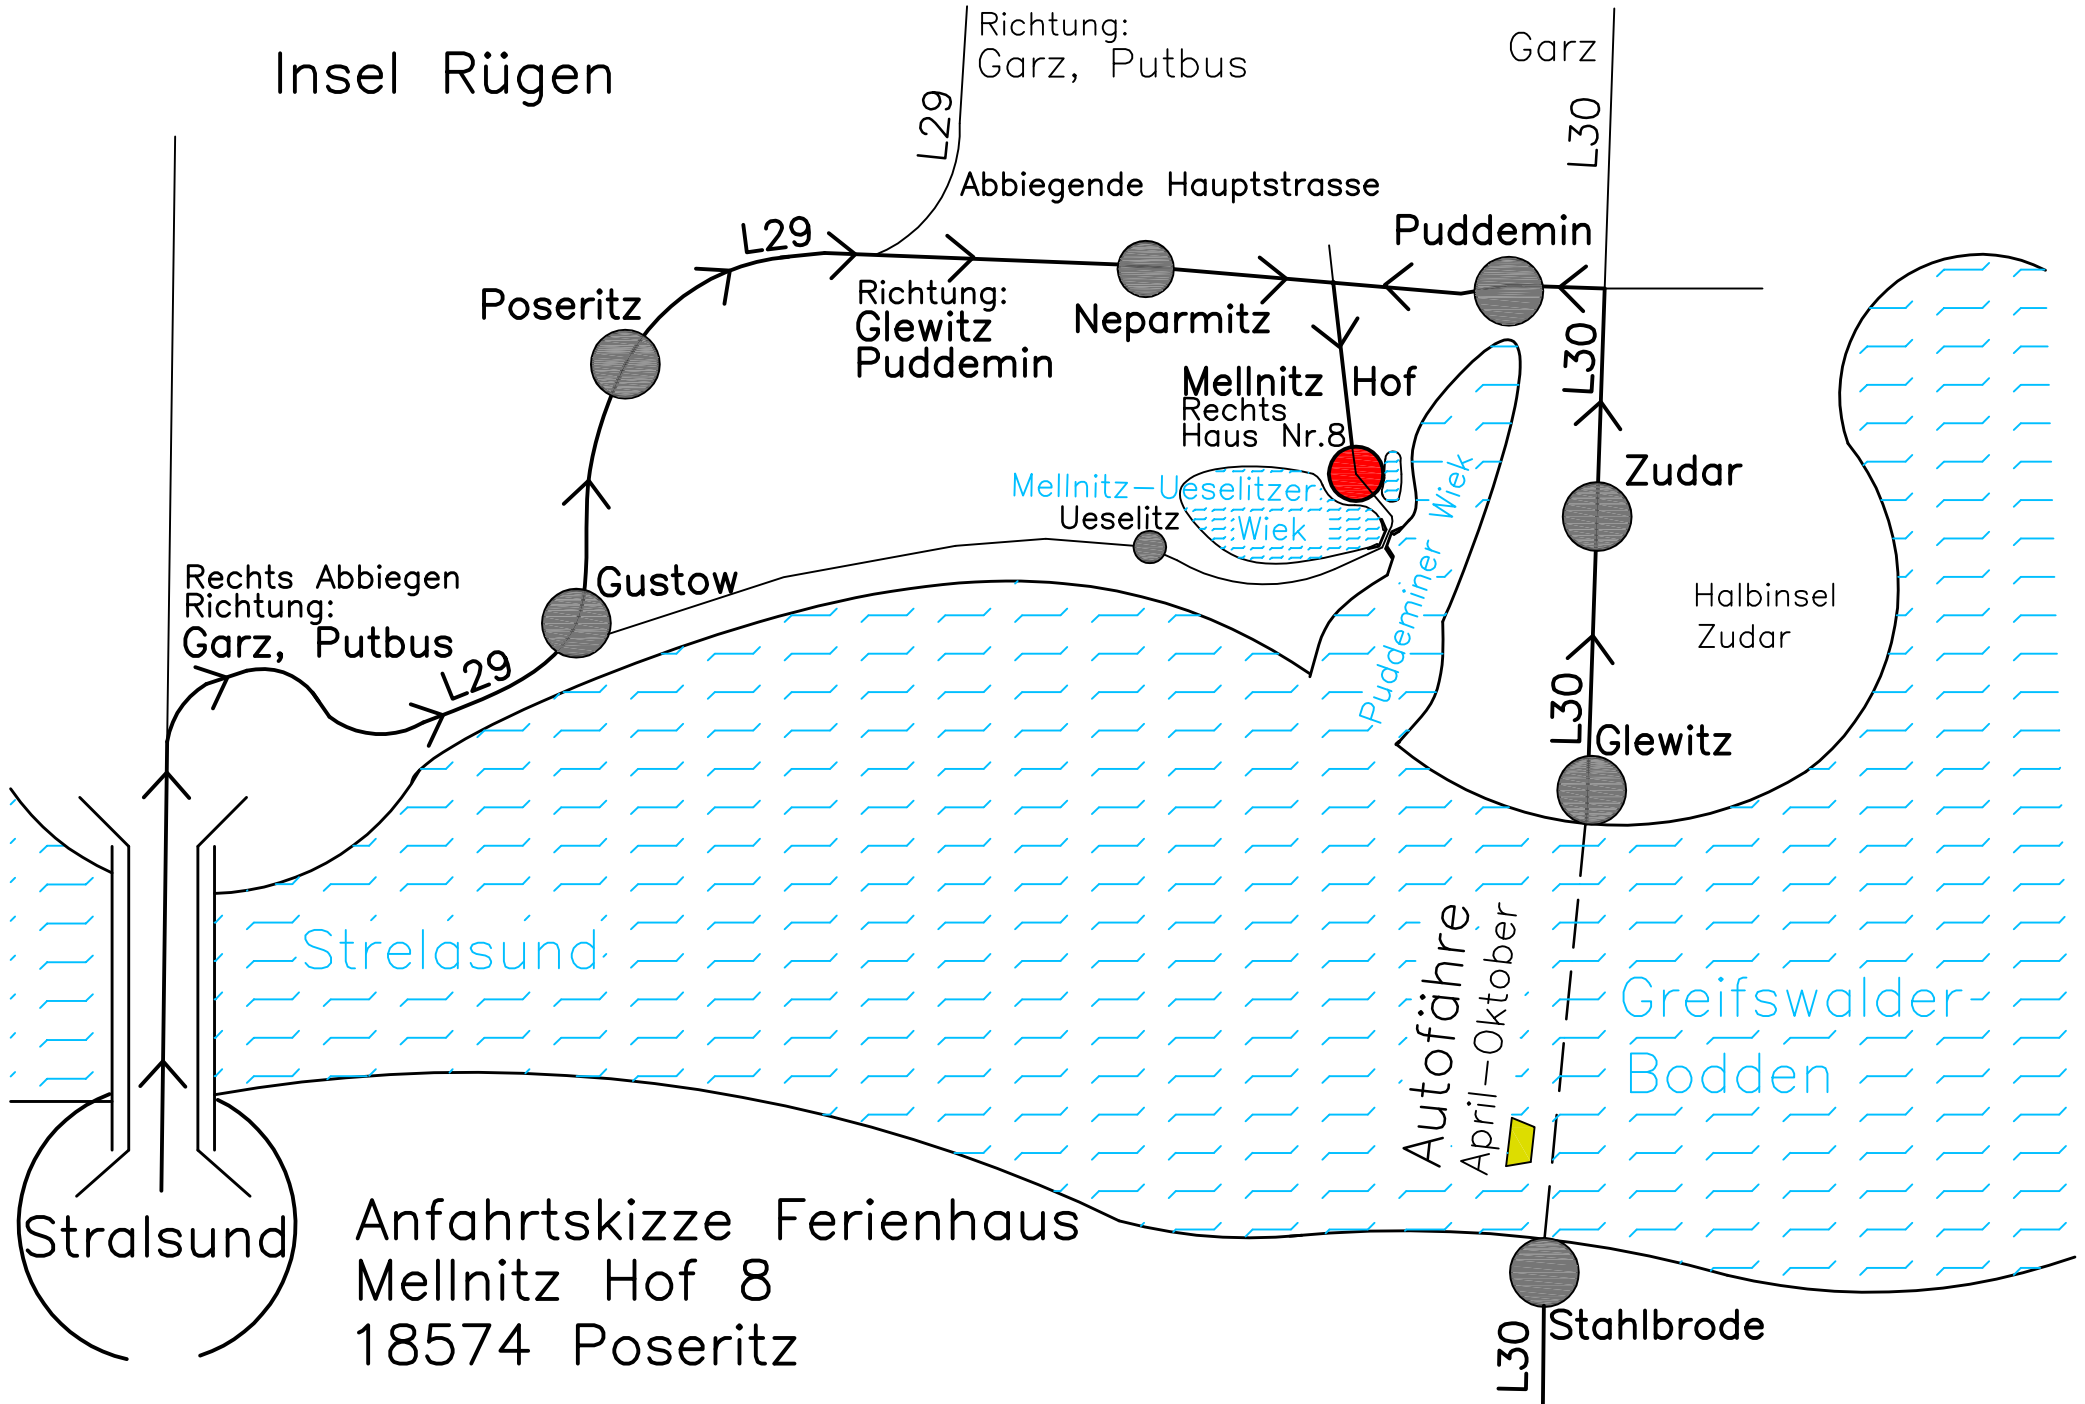 Insel Rügen
Richtung:
Garz, Putbus
Garz
L29
L30
Abbiegende Hauptstrasse
L29
Puddemin
Poseritz
Richtung:
Glewitz
Puddemin
Neparmitz
L30
Mellnitz Hof
Rechts
Haus Nr.8
Zudar
Mellnitz-Ueselitzer
Wiek
Ueselitz
Puddeminer Wiek
Rechts Abbiegen
Richtung:
Garz, Putbus
Gustow
L29
Halbinsel
Zudar
L30
Glewitz
Strelasund
Autofähre
April-Oktober
Greifswalder
Bodden
Stralsund
Anfahrtskizze Ferienhaus
Mellnitz Hof 8
18574 Poseritz
Stahlbrode
L30